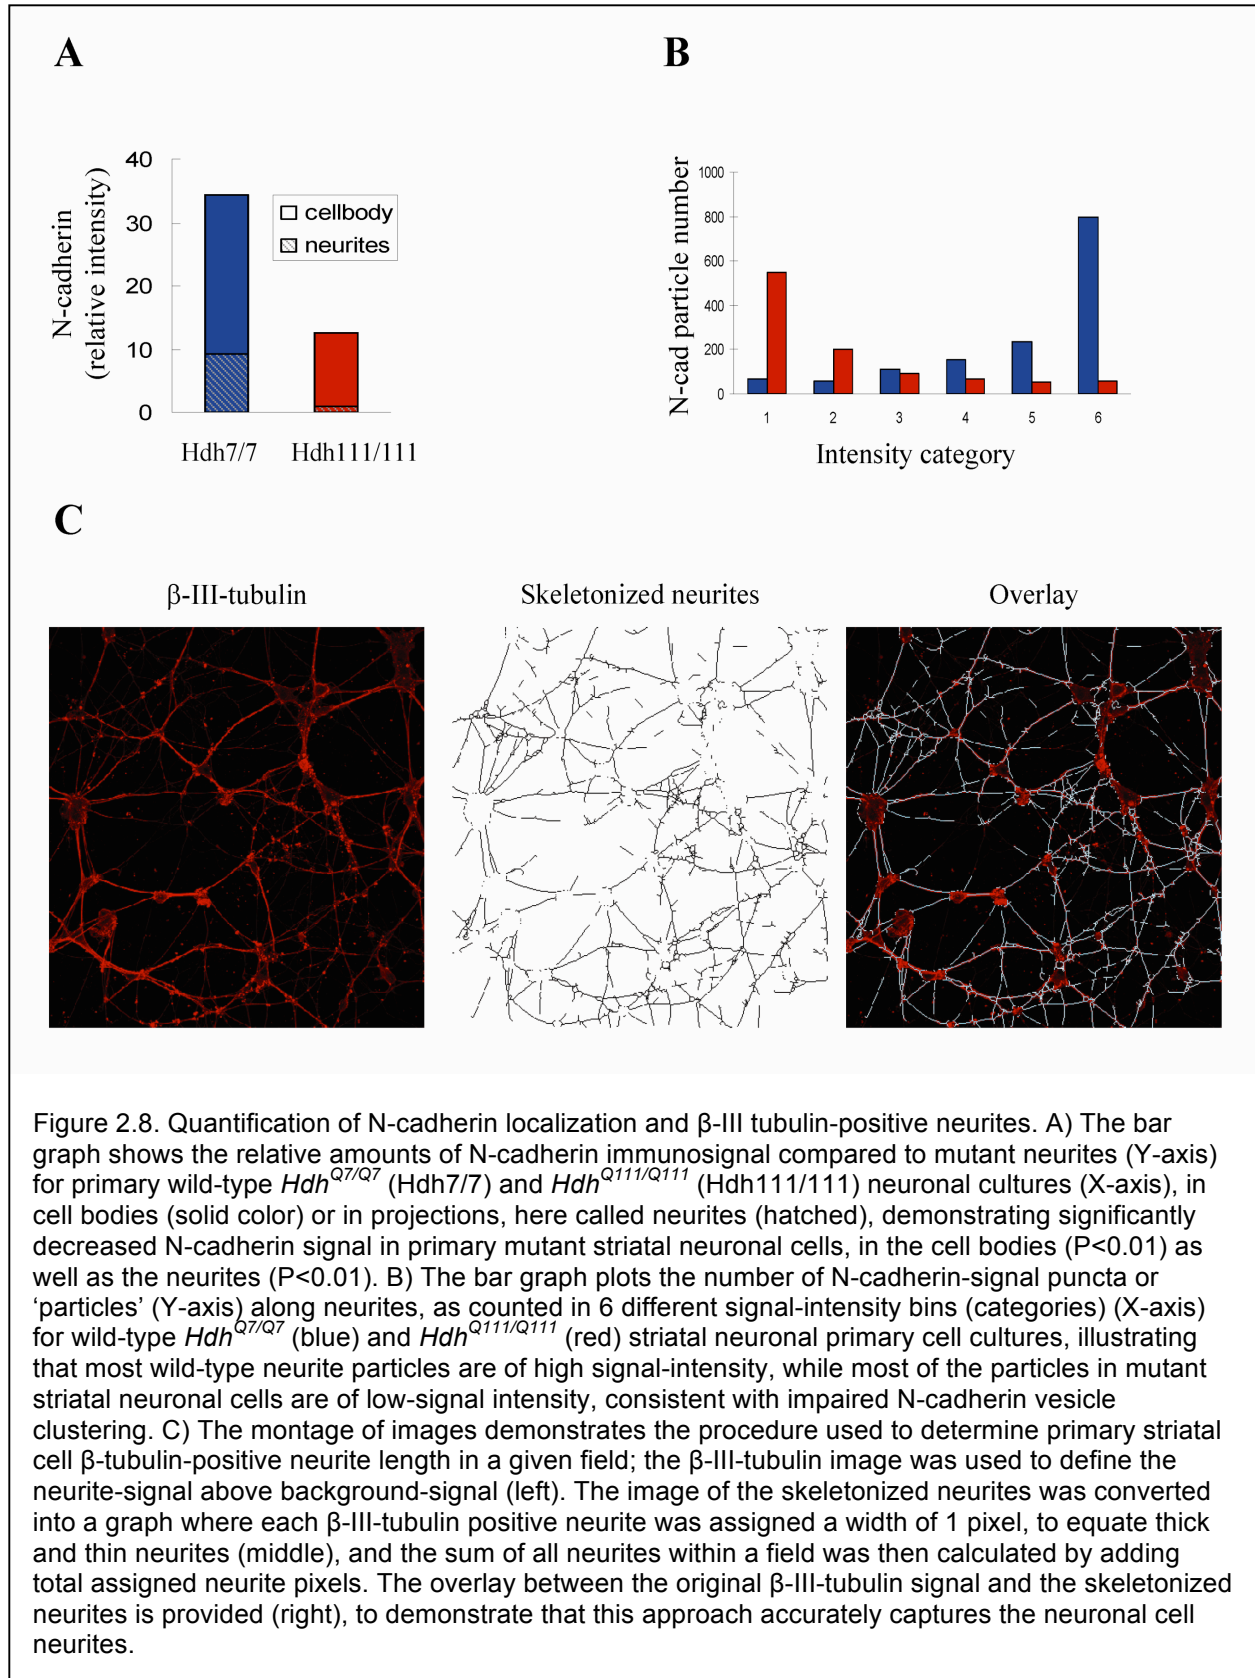 A
B
40
30
20
10
0
N-cadherin
(relative intensity)
cellbody
neurites
Hdh7/7
Hdh111/111
N-cad particle number
1000
800
600
400
200
0
1 2 3 4 5 6
Intensity category
C
β-III-tubulin
Skeletonized neurites
Overlay
Figure 2.8. Quantification of N-cadherin localization and β-III tubulin-positive neurites. A) The bar
graph shows the relative amounts of N-cadherin immunosignal compared to mutant neurites (Y-axis)
for primary wild-type Hdh^Q7/Q7 (Hdh7/7) and Hdh^Q111/Q111 (Hdh111/111) neuronal cultures (X-axis), in
cell bodies (solid color) or in projections, here called neurites (hatched), demonstrating significantly
decreased N-cadherin signal in primary mutant striatal neuronal cells, in the cell bodies (P<0.01) as
well as the neurites (P<0.01). B) The bar graph plots the number of N-cadherin-signal puncta or
‘particles’ (Y-axis) along neurites, as counted in 6 different signal-intensity bins (categories) (X-axis)
for wild-type Hdh^Q7/Q7 (blue) and Hdh^Q111/Q111 (red) striatal neuronal primary cell cultures, illustrating
that most wild-type neurite particles are of high signal-intensity, while most of the particles in mutant
striatal neuronal cells are of low-signal intensity, consistent with impaired N-cadherin vesicle
clustering. C) The montage of images demonstrates the procedure used to determine primary striatal
cell β-tubulin-positive neurite length in a given field; the β-III-tubulin image was used to define the
neurite-signal above background-signal (left). The image of the skeletonized neurites was converted
into a graph where each β-III-tubulin positive neurite was assigned a width of 1 pixel, to equate thick
and thin neurites (middle), and the sum of all neurites within a field was then calculated by adding
total assigned neurite pixels. The overlay between the original β-III-tubulin signal and the skeletonized
neurites is provided (right), to demonstrate that this approach accurately captures the neuronal cell
neurites.